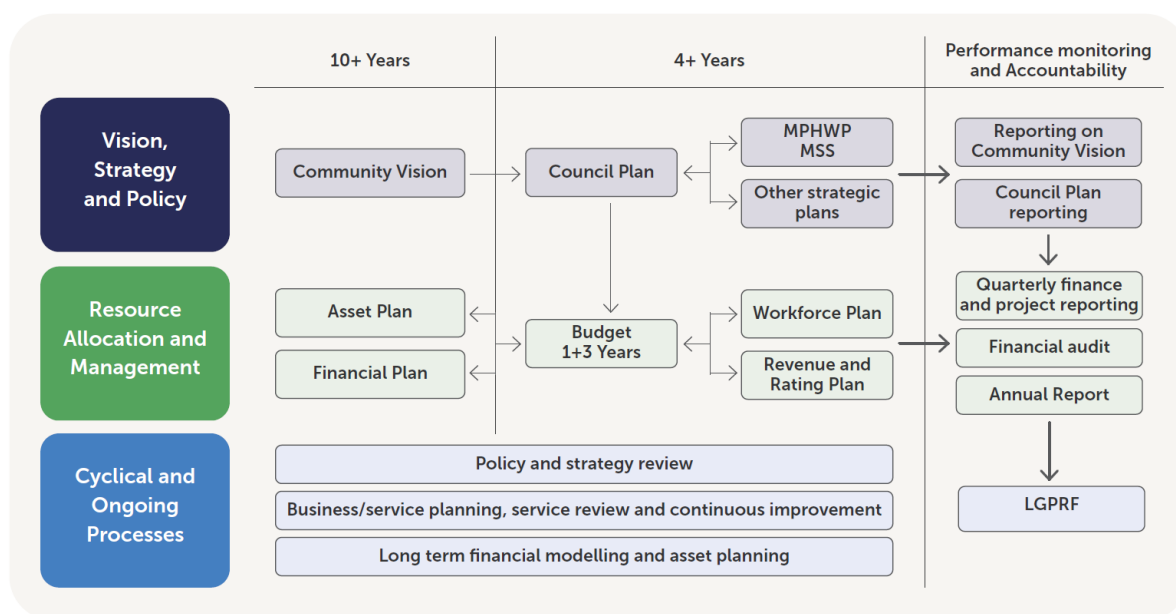 10+ Years
4+ Years
Performance monitoring
and Accountability
Vision,
Strategy
and Policy
Community Vision
Council Plan
MPHWP
MSS
Other strategic
plans
Reporting on
Community Vision
Council Plan
reporting
Resource
Allocation and
Management
Asset Plan
Financial Plan
Budget
1+3 Years
Workforce Plan
Revenue and
Rating Plan
Quarterly finance
and project reporting
Financial audit
Annual Report
Cyclical and
Ongoing
Processes
Policy and strategy review
Business/service planning, service review and continuous improvement
Long term financial modelling and asset planning
LGPRF